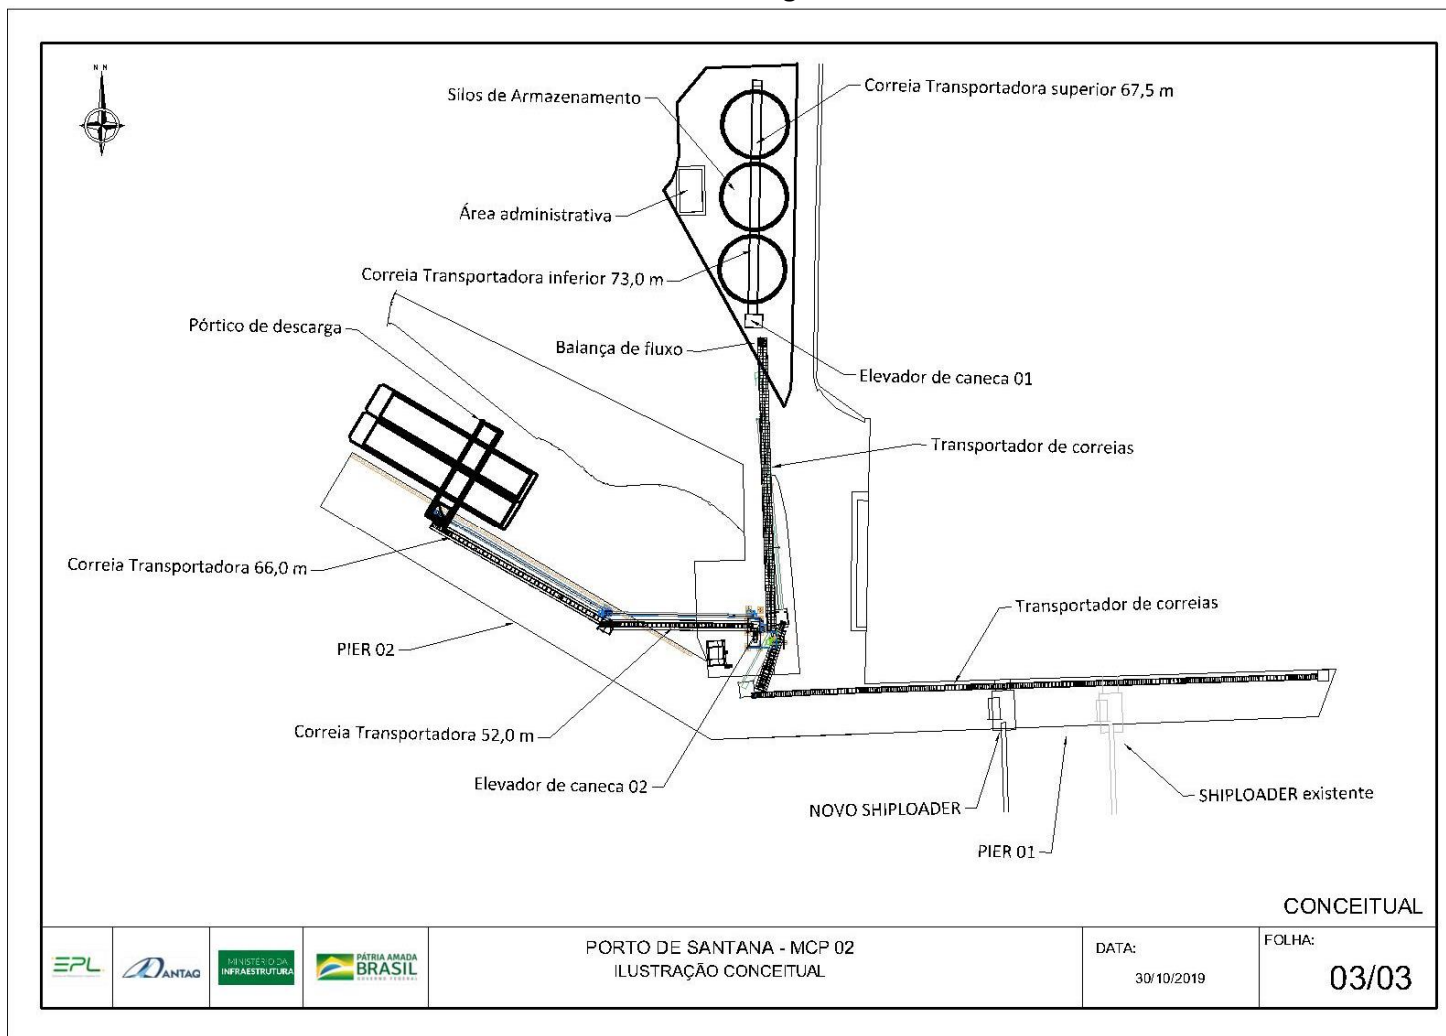 N N
Silos de Armazenamento
Correia Transportadora superior 67,5 m
Área administrativa
Correia Transportadora inferior 73,0 m
Pórtico de descarga
Balança de fluxo
Elevador de caneca 01
Transportador de correias
Correia Transportadora 66,0 m
Transportador de correias
PIER 02
Correia Transportadora 52,0 m
Elevador de caneca 02
NOVO SHIPLOADER
SHIPLOADER existente
PIER 01
CONCEITUAL
EPL
ANTAQ
MINISTÉRIO DA
INFRAESTRUTURA
PÁTRIA AMADA
BRASIL
GOVERNO FEDERAL
PORTO DE SANTANA - MCP 02
ILUSTRAÇÃO CONCEITUAL
DATA:
30/10/2019
FOLHA:
03/03